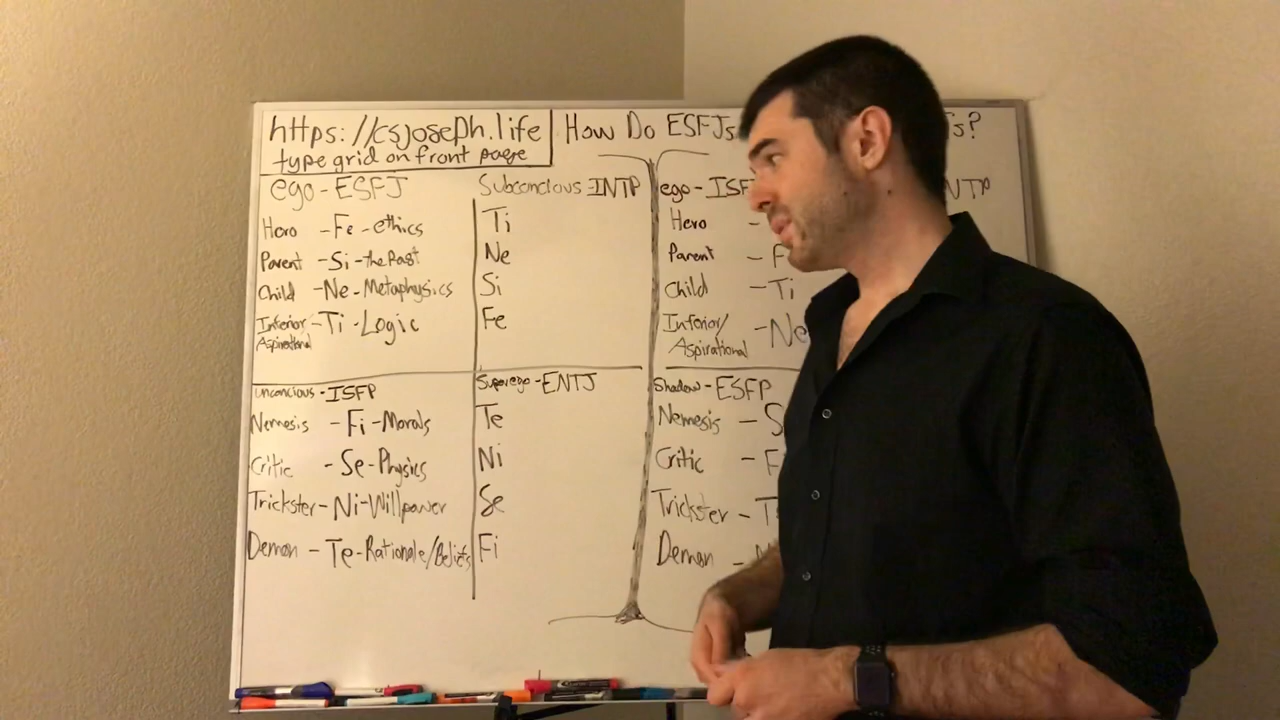 https://csjoseph.life
type grid on front page
How Do ESFJs
Ts?
ego-ESFJ
Subconcious INTP
Hero -Fe-ethics
Ti
Parent -Si-the Past
Ne
Child -Ne-Metaphysics
Si
Inferior/
Aspirational
-Ti-Logic
Fe
unconcious-ISFP
Superego-ENTJ
Nemesis -Fi-Morals
Te
Critic -Se-Physics
Ni
Trickster-Ni-Willpower
Se
Demon -Te-Rationale/Beliefs
Fi
ego-ISF
NTP
Hero -
Parent -F
Child -Ti
Inferior/
Aspirational
-Ne
Shadow-ESFP
Nemesis -S
Critic -F
Trickster-T
Demon -